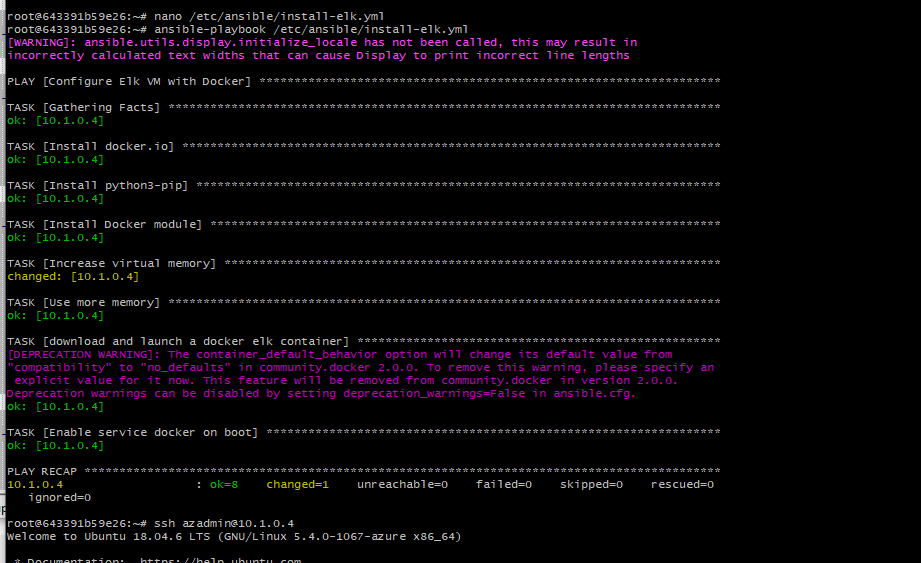 root@643391b59e26:~# nano /etc/ansible/install-elk.yml
root@643391b59e26:~# ansible-playbook /etc/ansible/install-elk.yml
[WARNING]: ansible.utils.display.initialize_locale has not been called, this may result in
incorrectly calculated text widths that can cause Display to print incorrect line lengths
PLAY [Configure Elk VM with Docker] ******************************************************************
TASK [Gathering Facts] *******************************************************************************
ok: [10.1.0.4]
TASK [Install docker.io] *****************************************************************************
ok: [10.1.0.4]
TASK [Install python3-pip] ***************************************************************************
ok: [10.1.0.4]
TASK [Install Docker module] *************************************************************************
ok: [10.1.0.4]
TASK [Increase virtual memory] ***********************************************************************
changed: [10.1.0.4]
TASK [Use more memory] *******************************************************************************
ok: [10.1.0.4]
TASK [download and launch a docker elk container] ****************************************************
[DEPRECATION WARNING]: The container_default_behavior option will change its default value from
"compatibility" to "no_defaults" in community.docker 2.0.0. To remove this warning, please specify an
explicit value for it now. This feature will be removed from community.docker in version 2.0.0.
Deprecation warnings can be disabled by setting deprecation_warnings=False in ansible.cfg.
ok: [10.1.0.4]
TASK [Enable service docker on boot] *****************************************************************
ok: [10.1.0.4]
PLAY RECAP *******************************************************************************************
10.1.0.4 : ok=8 changed=1 unreachable=0 failed=0 skipped=0 rescued=0
ignored=0
root@643391b59e26:~# ssh azadmin@10.1.0.4
Welcome to Ubuntu 18.04.6 LTS (GNU/Linux 5.4.0-1067-azure x86_64)
* Documentation: https://help.ubuntu.com